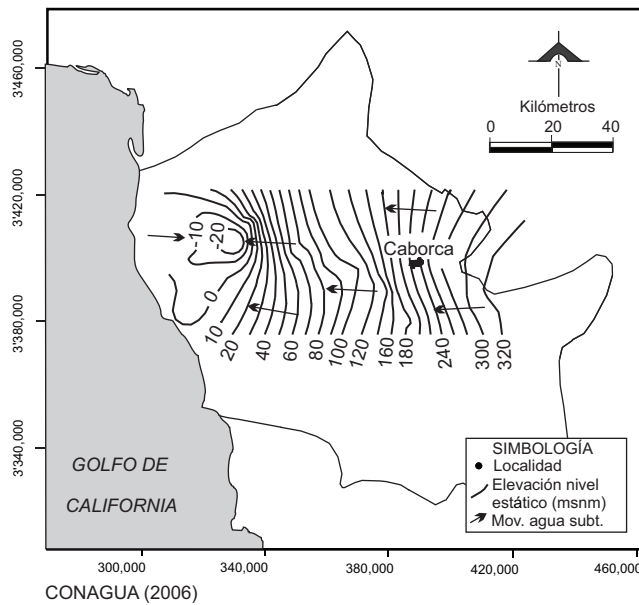 3'460,000
3'420,000
3'380,000
3'340,000
N
Kilómetros
0 20 40
-10
-20
0
Caborca
10
20
40
60
80
100
120
160
180
240
300
320
GOLFO DE
CALIFORNIA
SIMBOLOGÍA
Localidad
Elevación nivel
estático (msnm)
Mov. agua subt.
300,000 340,000 380,000 420,000 460,000
CONAGUA (2006)